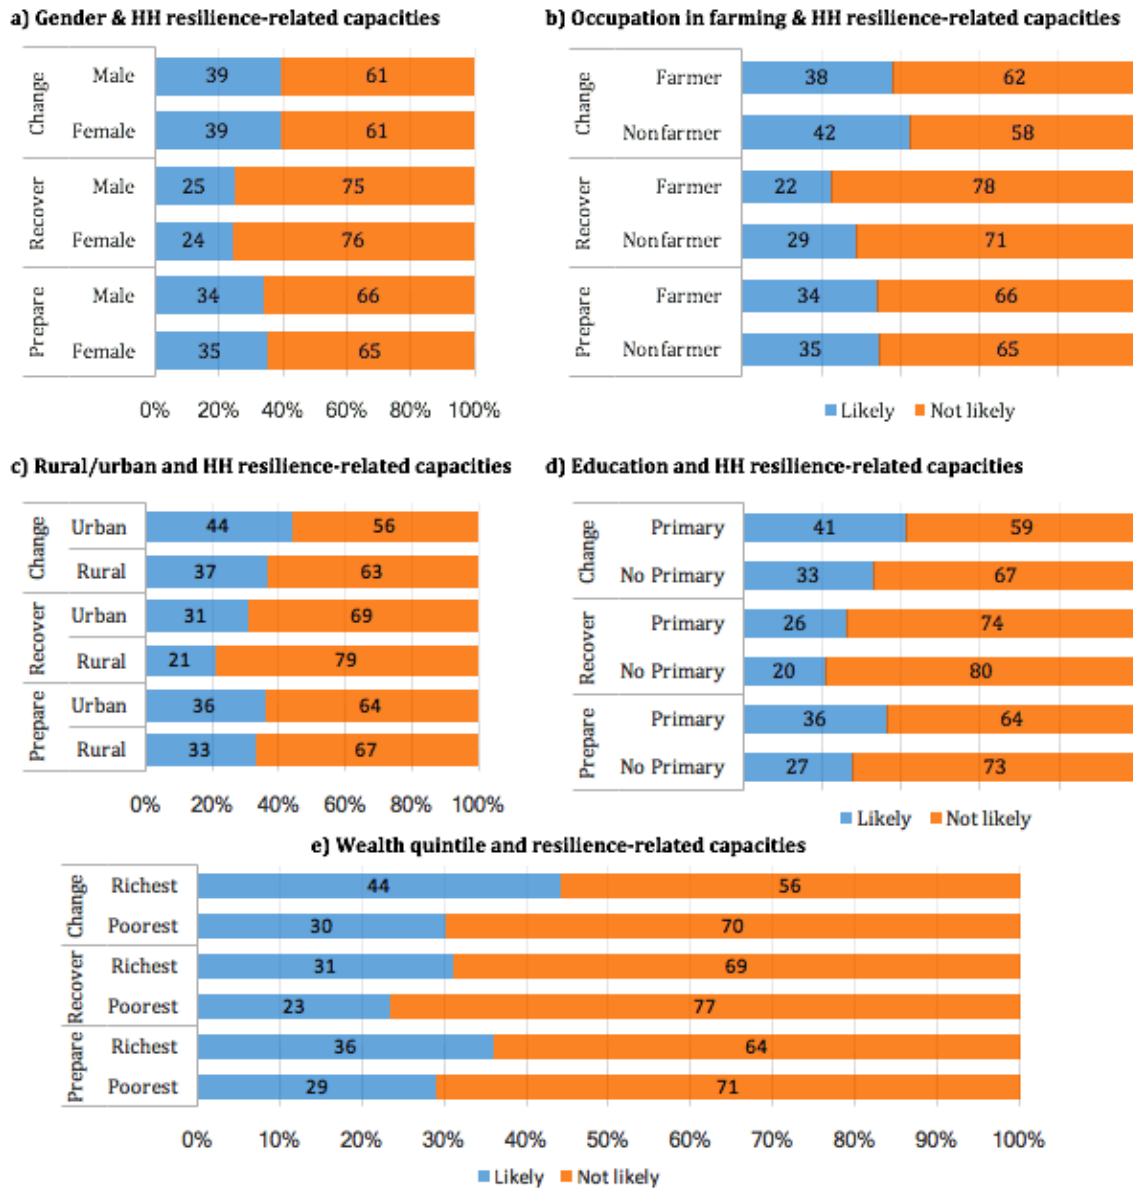 a) Gender & HH resilience-related capacities
Change
Male 39 61
Female 39 61
Recover
Male 25 75
Female 24 76
Prepare
Male 34 66
Female 35 65
0% 20% 40% 60% 80% 100%
b) Occupation in farming & HH resilience-related capacities
Change
Farmer 38 62
Nonfarmer 42 58
Recover
Farmer 22 78
Nonfarmer 29 71
Prepare
Farmer 34 66
Nonfarmer 35 65
Likely Not likely
c) Rural/urban and HH resilience-related capacities
Change
Urban 44 56
Rural 37 63
Recover
Urban 31 69
Rural 21 79
Prepare
Urban 36 64
Rural 33 67
0% 20% 40% 60% 80% 100%
d) Education and HH resilience-related capacities
Change
Primary 41 59
No Primary 33 67
Recover
Primary 26 74
No Primary 20 80
Prepare
Primary 36 64
No Primary 27 73
Likely Not likely
e) Wealth quintile and resilience-related capacities
Change
Richest 44 56
Poorest 30 70
Recover
Richest 31 69
Poorest 23 77
Prepare
Richest 36 64
Poorest 29 71
0% 10% 20% 30% 40% 50% 60% 70% 80% 90% 100%
Likely Not likely